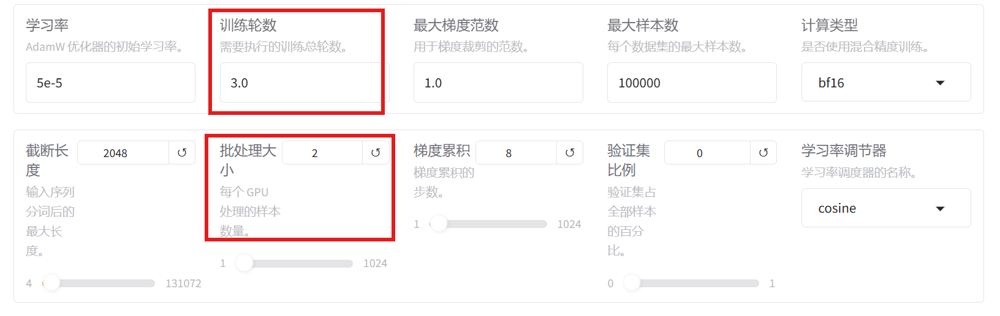 学习率
AdamW 优化器的初始学习率。
5e-5
训练轮数
需要执行的训练总轮数。
3.0
最大梯度范数
用于梯度裁剪的范数。
1.0
最大样本数
每个数据集的最大样本数。
100000
计算类型
是否使用混合精度训练。
bf16
截断长
度
2048
输入序列
分词后的
最大长
度。
4
131072
批处理大
小
2
每个 GPU
处理的样本
数量。
1
1024
梯度累积
8
梯度累积的
步数。
1
1024
验证集
比例
0
验证集占
全部样本
的百分
比。
0
1
学习率调节器
学习率调度器的名称。
cosine